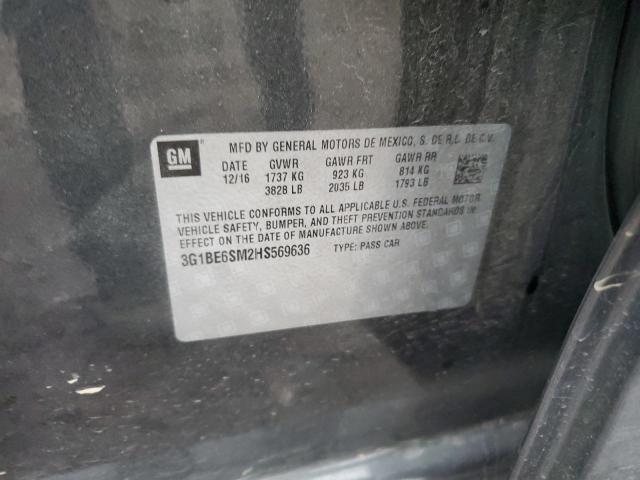 GM
MFD BY GENERAL MOTORS DE MEXICO, S. DE R.L. DE C.V.
DATE GVWR GAWR FRT GAWR RR
12/16 1737 KG 923 KG 814 KG
3828 LB 2035 LB 1793 LB
THIS VEHICLE CONFORMS TO ALL APPLICABLE U.S. FEDERAL MOTOR
VEHICLE SAFETY, BUMPER, AND THEFT PREVENTION STANDARDS IN
EFFECT ON THE DATE OF MANUFACTURE SHOWN ABOVE.
3G1BE6SM2HS569636 TYPE: PASS CAR